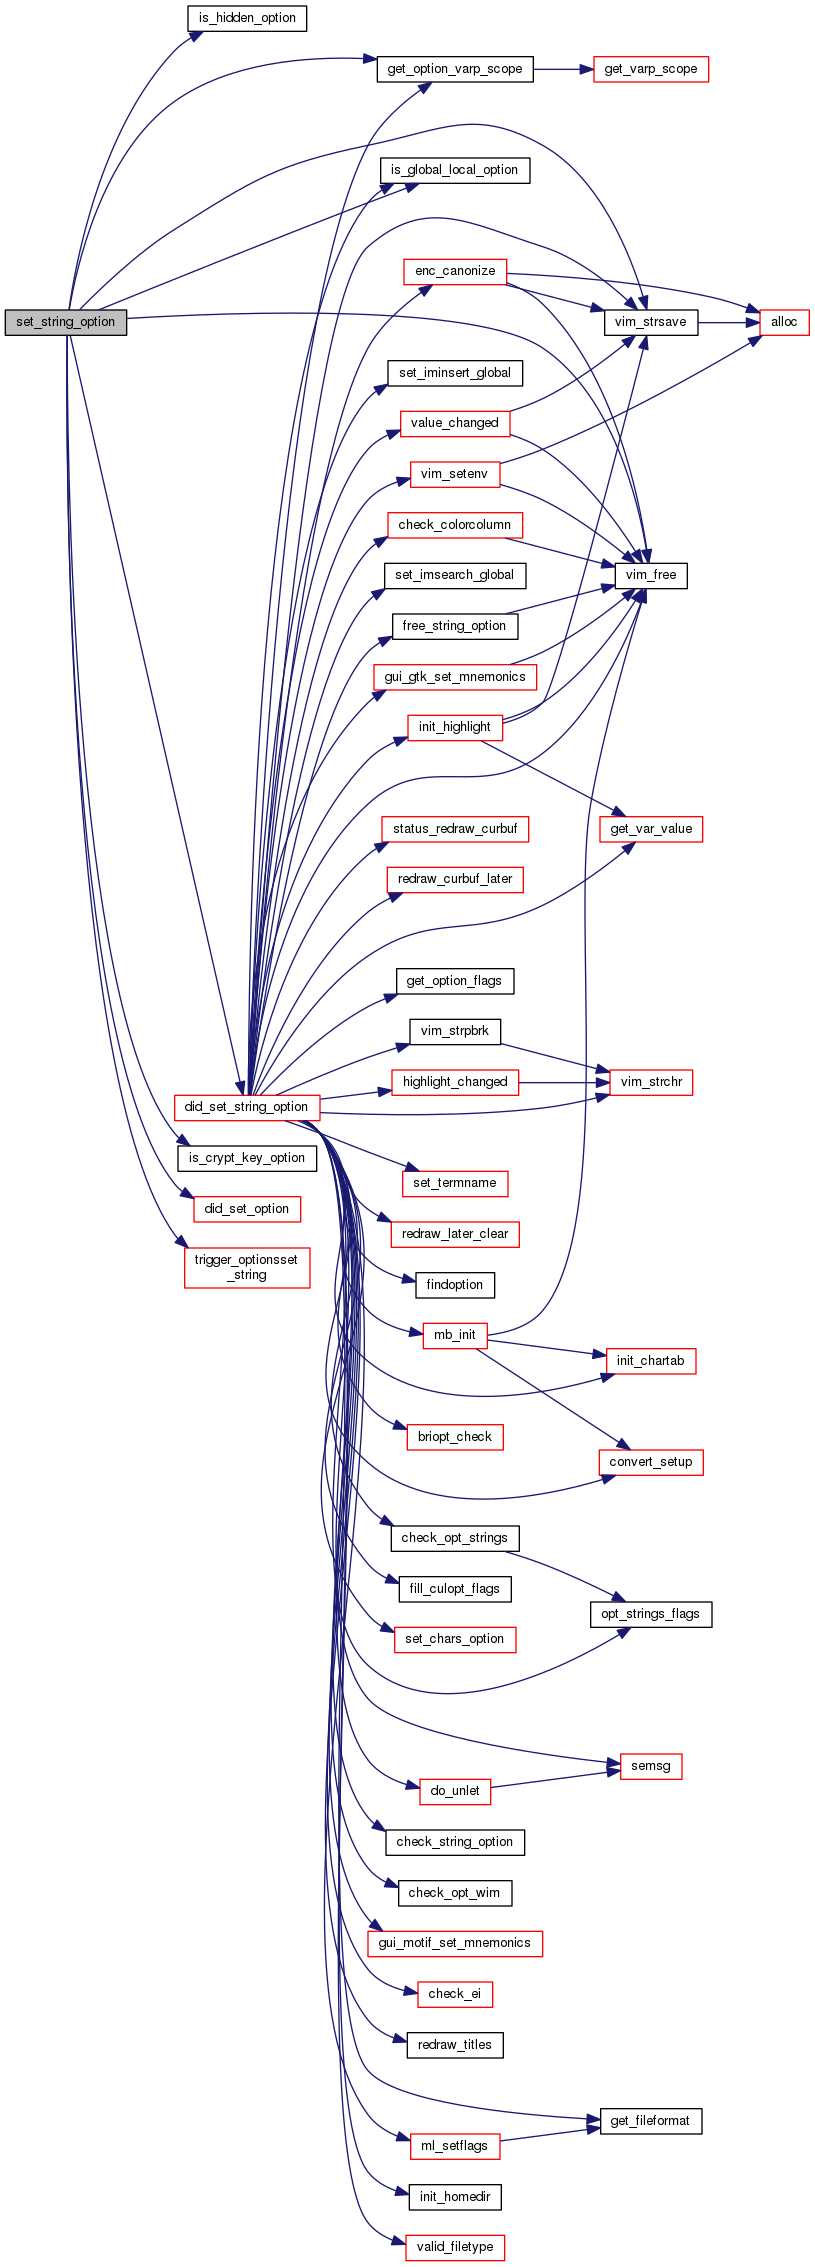 is_hidden_option
get_option_varp_scope
get_varp_scope
is_global_local_option
enc_canonize
set_string_option
vim_strsave
alloc
set_iminsert_global
value_changed
vim_setenv
check_colorcolumn
set_imsearch_global
vim_free
free_string_option
gui_gtk_set_mnemonics
init_highlight
status_redraw_curbuf
get_var_value
redraw_curbuf_later
get_option_flags
vim_strpbrk
highlight_changed
vim_strchr
did_set_string_option
is_crypt_key_option
set_termname
did_set_option
redraw_later_clear
trigger_optionsset
_string
findoption
mb_init
init_chartab
briopt_check
convert_setup
check_opt_strings
fill_culopt_flags
opt_strings_flags
set_chars_option
semsg
do_unlet
check_string_option
check_opt_wim
gui_motif_set_mnemonics
check_ei
redraw_titles
get_fileformat
ml_setflags
init_homedir
valid_filetype